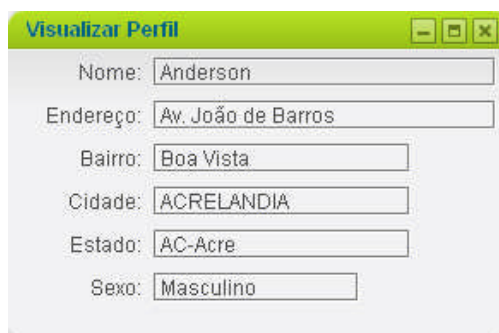 Visualizar Perfil
Nome: Anderson
Endereço: Av. João de Barros
Bairro: Boa Vista
Cidade: ACRELANDIA
Estado: AC-Acre
Sexo: Masculino